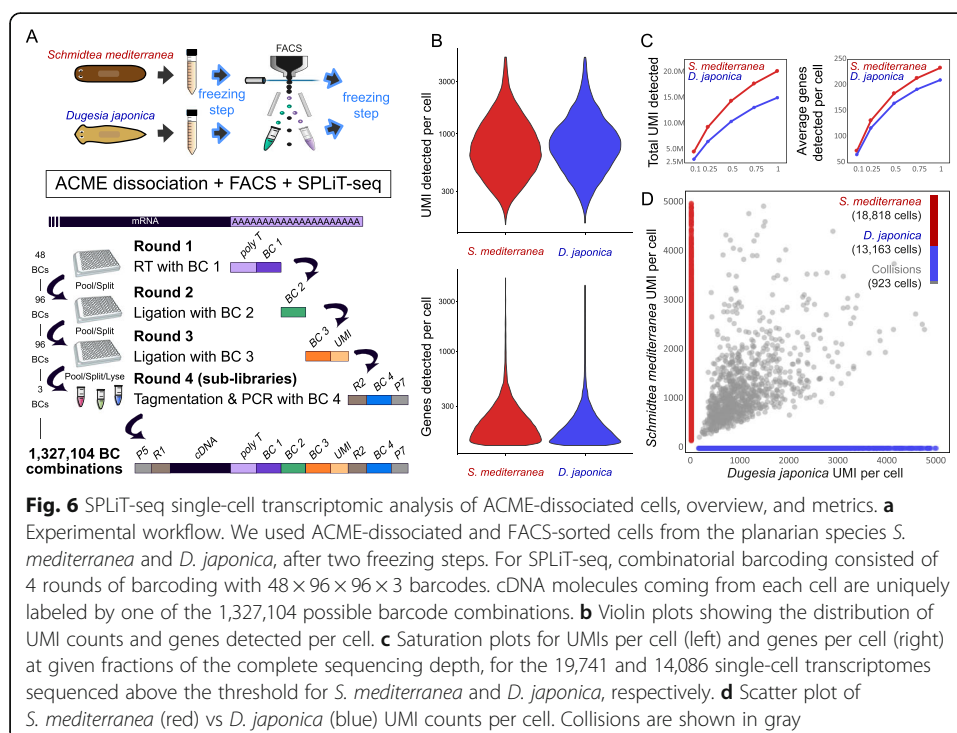 A
Schmidtea mediterranea
freezing
step
FACS
freezing
step
Dugesia japonica
ACME dissociation + FACS + SPLiT-seq
mRNA
AAAAAAAAAAAAAAAAAAAA
48
BCs
Pool/Split
Round 1
RT with BC 1
poly T
BC 1
96
BCs
Pool/Split
Round 2
Ligation with BC 2
BC 2
96
BCs
Pool/Split/Lyse
Round 3
Ligation with BC 3
BC 3
UMI
3
BCs
Round 4 (sub-libraries)
Tagmentation & PCR with BC 4
R2
BC 4
P7
1,327,104 BC
combinations
P5
R1
cDNA
poly T
BC 1
BC 2
BC 3
UMI
R2
BC 4
P7
B
UMI detected per cell
3000
1000
300
S. mediterranea D. japonica
Genes detected per cell
1000
300
S. mediterranea D. japonica
C
Total UMI detected
20.0M
15.0M
10.0M
5.0M
2.5M
S. mediterranea
D. japonica
0.1 0.25 0.5 0.75 1
Average genes
detected per cell
250
200
150
100
50
S. mediterranea
D. japonica
0.1 0.25 0.5 0.75 1
D
Schmidtea mediterranea UMI per cell
5000
4000
3000
2000
1000
0
S. mediterranea
(18,818 cells)
D. japonica
(13,163 cells)
Collisions
(923 cells)
0 1000 2000 3000 4000 5000
Dugesia japonica UMI per cell
Fig. 6 SPLiT-seq single-cell transcriptomic analysis of ACME-dissociated cells, overview, and metrics. a
Experimental workflow. We used ACME-dissociated and FACS-sorted cells from the planarian species S.
mediterranea and D. japonica, after two freezing steps. For SPLiT-seq, combinatorial barcoding consisted of
4 rounds of barcoding with 48 × 96 × 96 × 3 barcodes. cDNA molecules coming from each cell are uniquely
labeled by one of the 1,327,104 possible barcode combinations. b Violin plots showing the distribution of
UMI counts and genes detected per cell. c Saturation plots for UMIs per cell (left) and genes per cell (right)
at given fractions of the complete sequencing depth, for the 19,741 and 14,086 single-cell transcriptomes
sequenced above the threshold for S. mediterranea and D. japonica, respectively. d Scatter plot of
S. mediterranea (red) vs D. japonica (blue) UMI counts per cell. Collisions are shown in gray